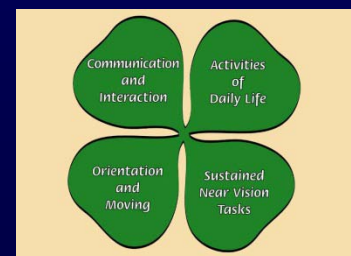 Communication
and
Interaction
Activities
of
Daily Life
Orientation
and
Moving
Sustained
Near Vision
Tasks